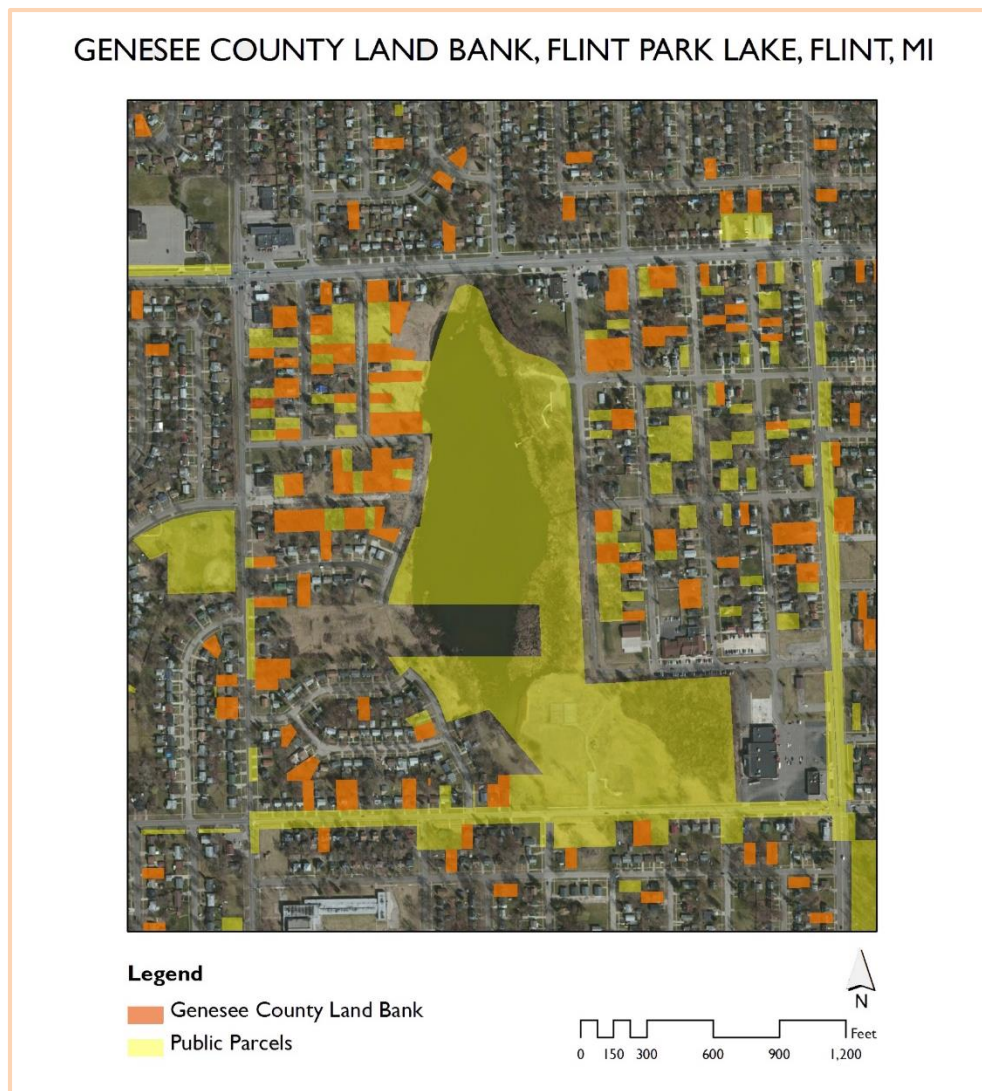 GENESEE COUNTY LAND BANK, FLINT PARK LAKE, FLINT, MI
Legend
Genesee County Land Bank
Public Parcels
N
Feet
0 150 300 600 900 1,200